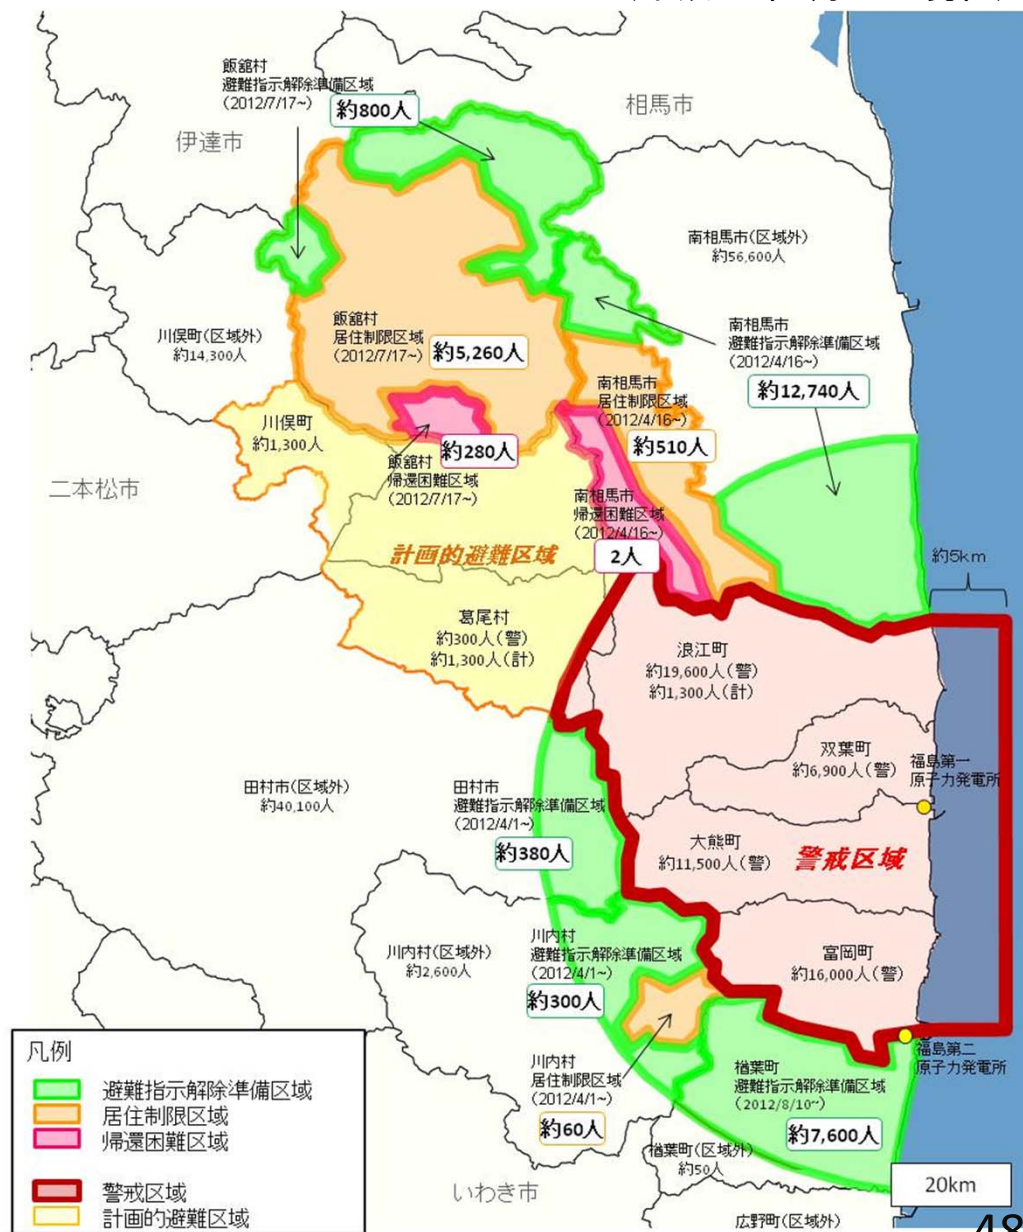 飯舘村
避難指示解除準備区域
(2012/7/17~)
約800人
相馬市
伊達市
南相馬市(区域外)
約56,600人
川俣町(区域外)
約14,300人
飯舘村
居住制限区域
(2012/7/17~)
約5,260人
南相馬市
避難指示解除準備区域
(2012/4/16~)
約12,740人
南相馬市
居住制限区域
(2012/4/16~)
約510人
川俣町
約1,300人
約280人
飯舘村
帰還困難区域
(2012/7/17~)
二本松市
南相馬市
帰還困難区域
(2012/4/16~)
2人
計画的避難区域
約5km
葛尾村
約300人(警)
約1,300人(計)
浪江町
約19,600人(警)
約1,300人(計)
双葉町
約6,900人(警)
福島第一
原子力発電所
田村市(区域外)
約40,100人
田村市
避難指示解除準備区域
(2012/4/1~)
約380人
大熊町
約11,500人(警)
警戒区域
川内村(区域外)
約2,600人
川内村
避難指示解除準備区域
(2012/4/1~)
約300人
富岡町
約16,000人(警)
福島第二
原子力発電所
川内村
居住制限区域
(2012/4/1~)
約60人
楢葉町
避難指示解除準備区域
(2012/8/10~)
約7,600人
楢葉町(区域外)
約50人
凡例
避難指示解除準備区域
居住制限区域
帰還困難区域
警戒区域
計画的避難区域
いわき市
20km
広野町(区域外)